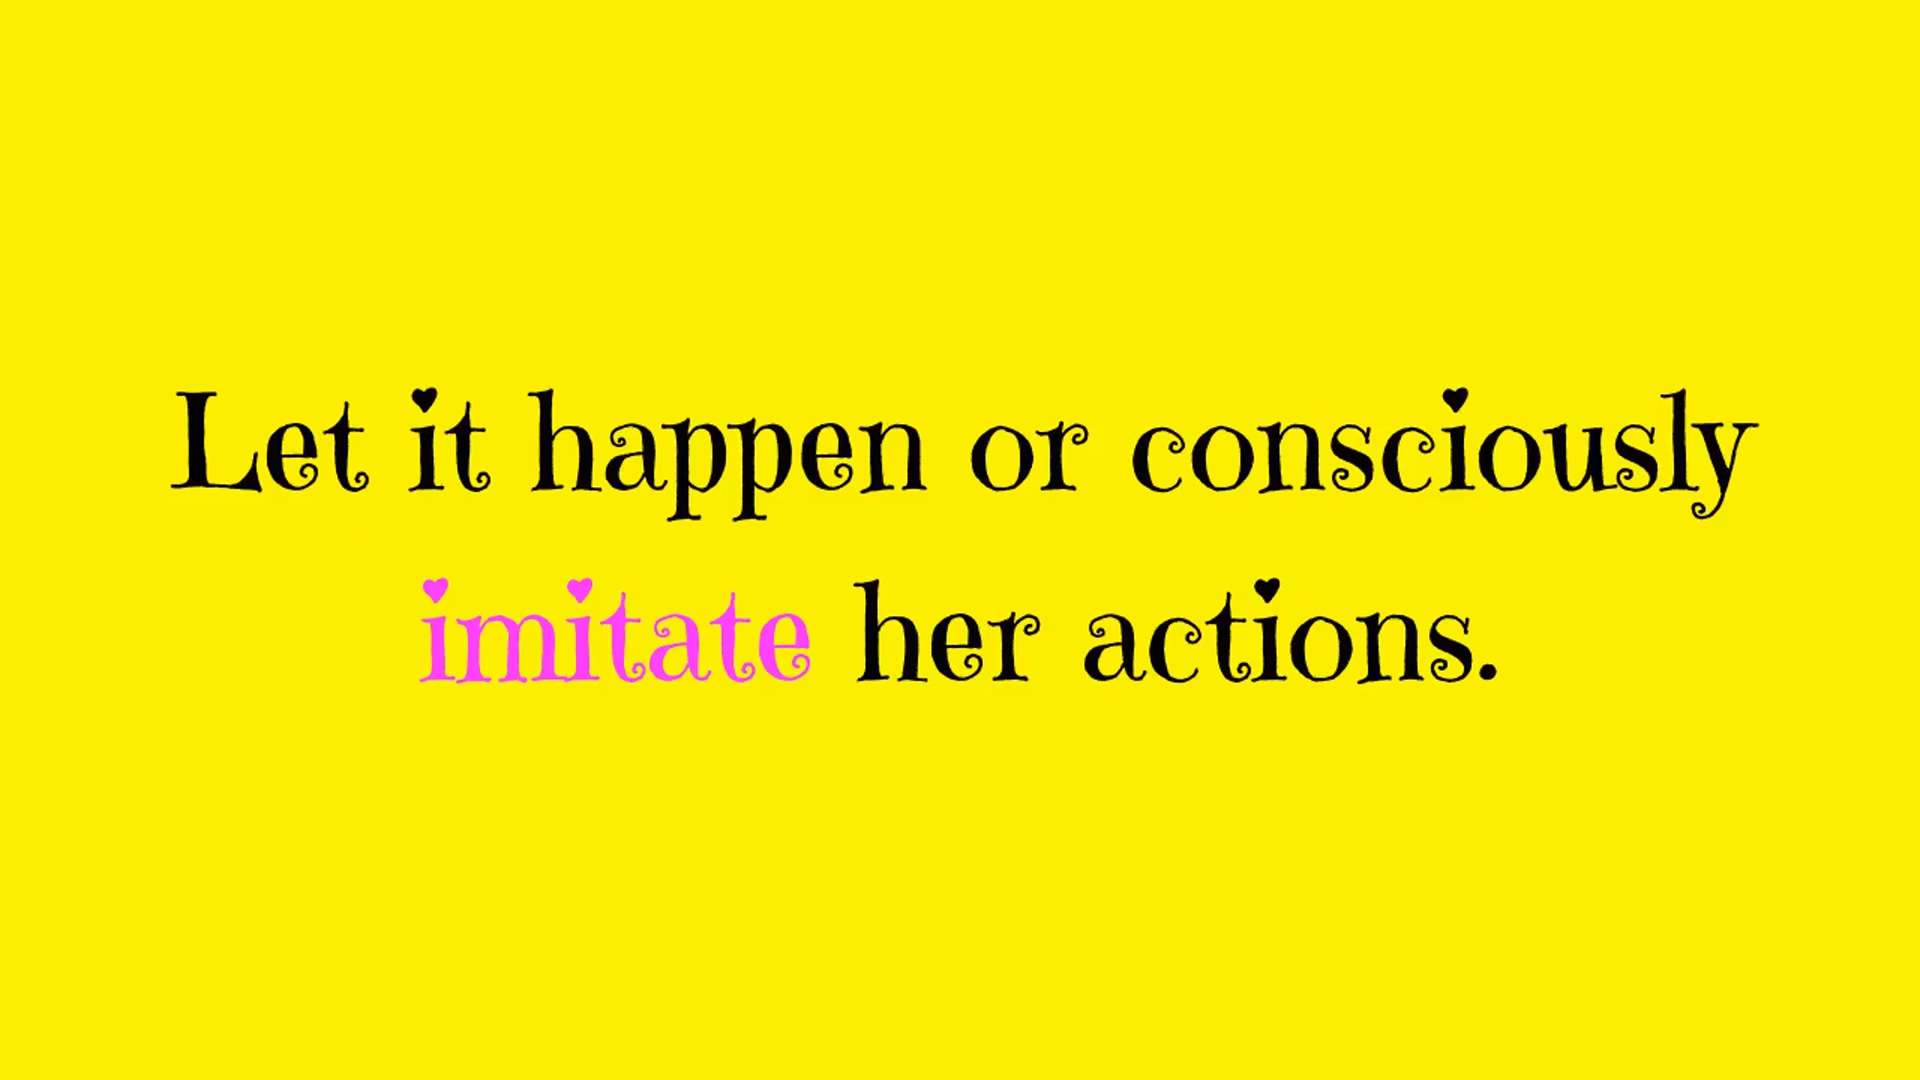 Let it happen or consciously
imitate her actions.